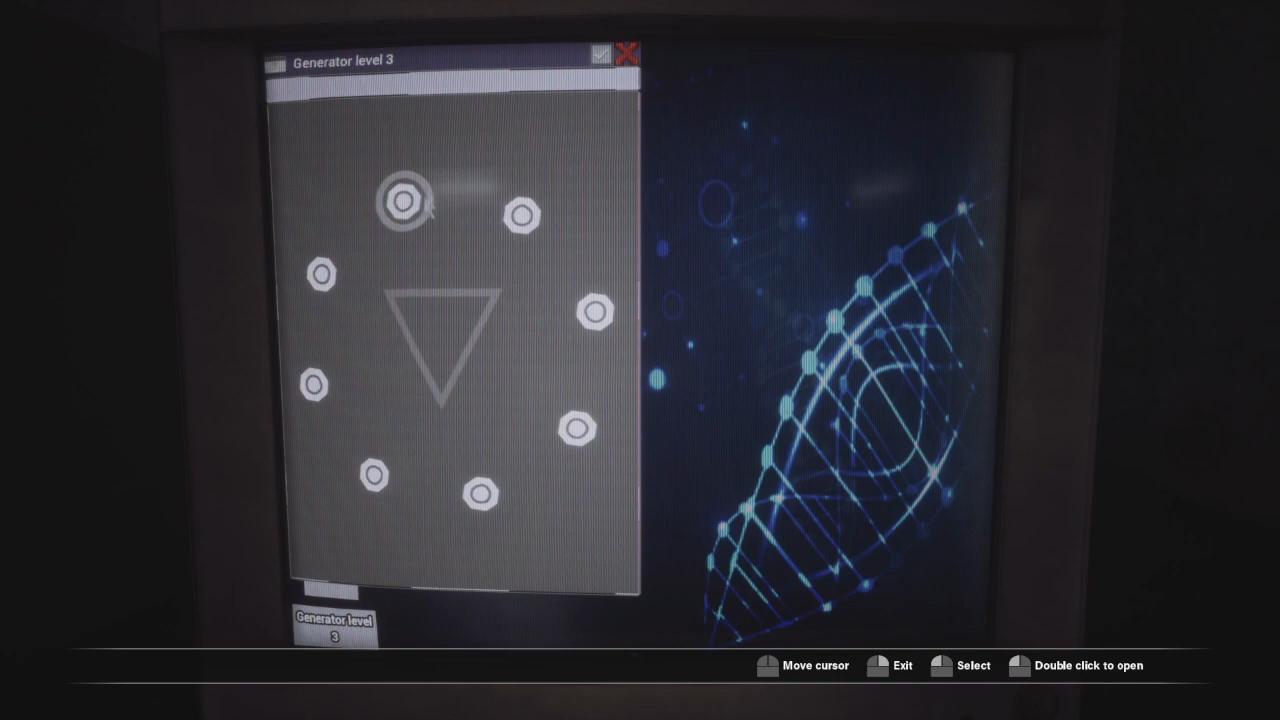 Generator level 3
Generator level
3
Move cursor
Exit
Select
Double click to open